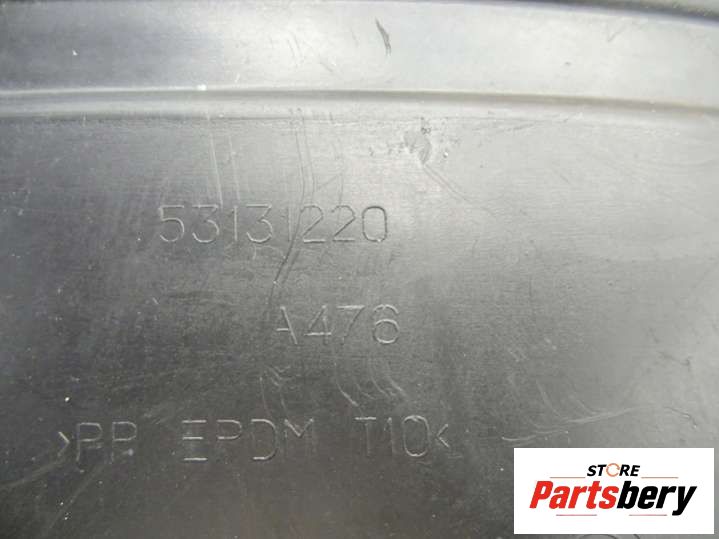 53131220
A476
>PP EPDM T10<
STORE
Partsbery